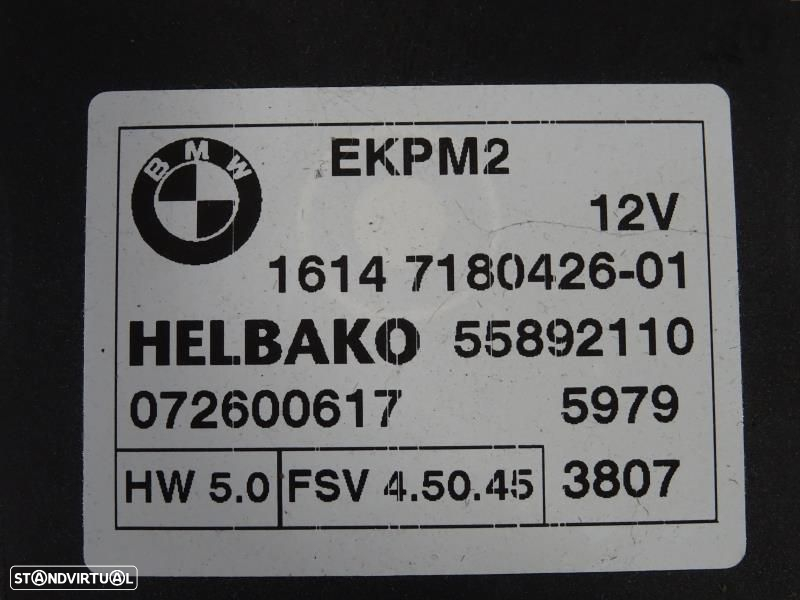 BMW
EKPM2
12V
1614 7180426-01
HELBAKO 55892110
072600617 5979
HW 5.0 FSV 4.50.45 3807
STANDVIRTUAL